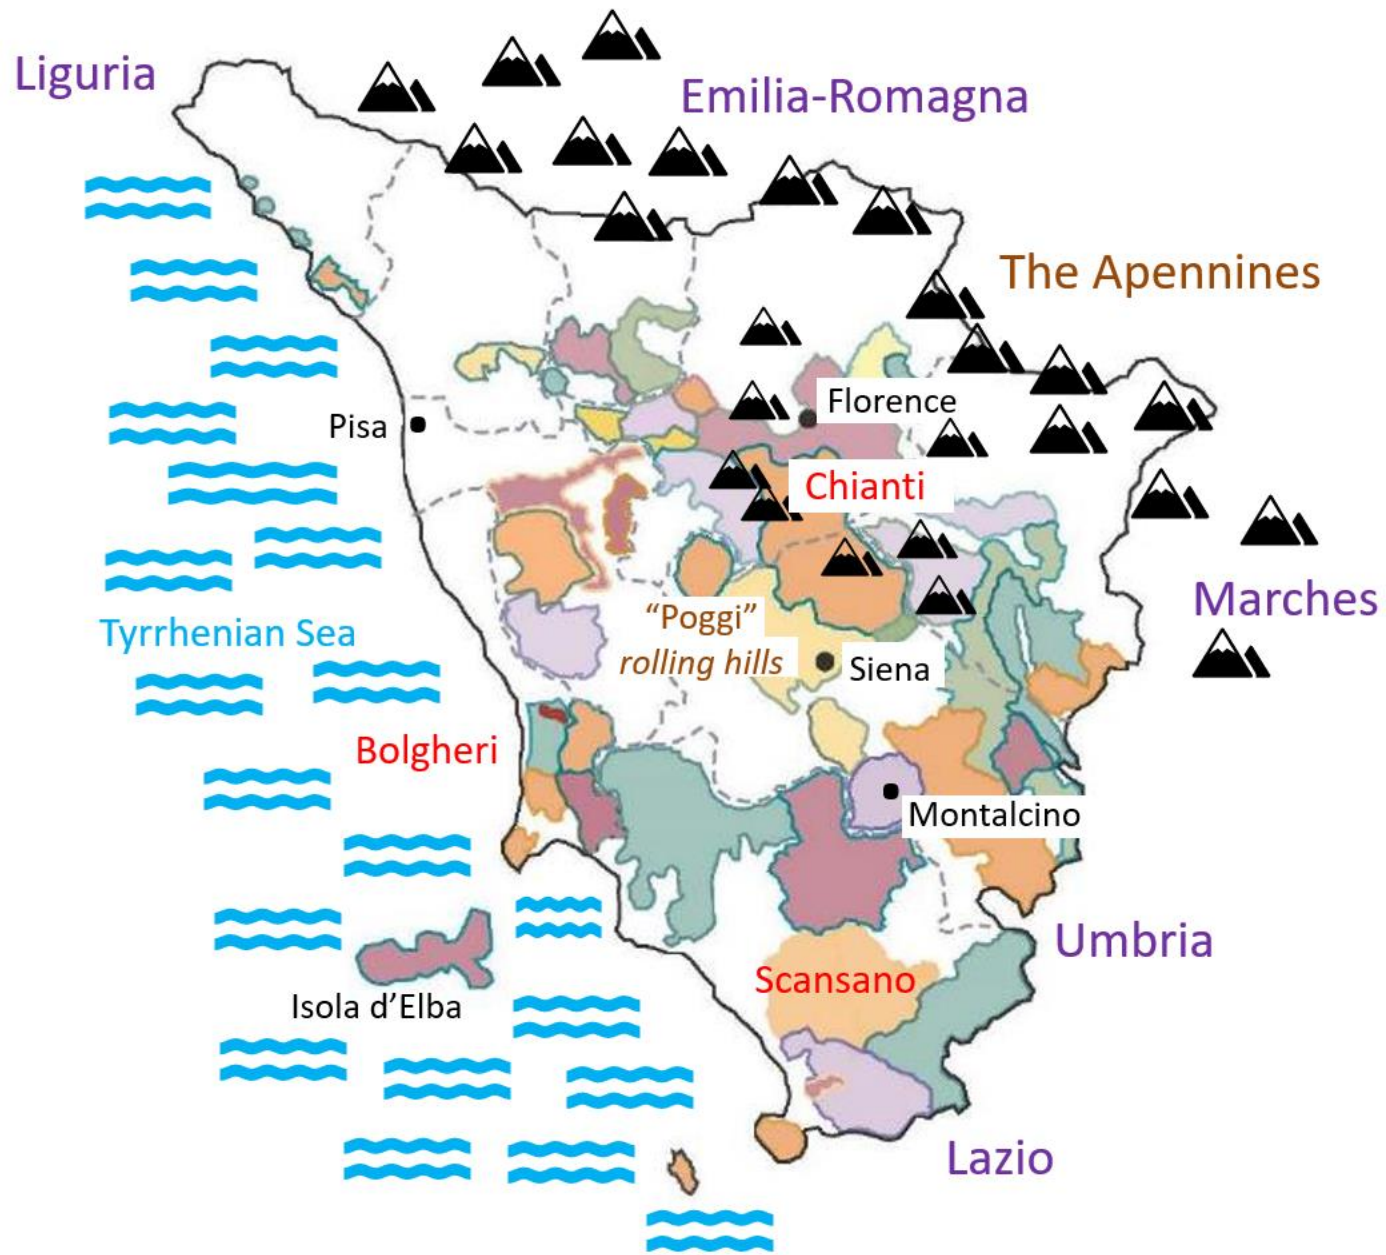 Liguria
Emilia-Romagna
The Apennines
Florence
Pisa
Chianti
Marches
“Poggi”
rolling hills
Tyrrhenian Sea
Siena
Bolgheri
Montalcino
Umbria
Scansano
Isola d’Elba
Lazio